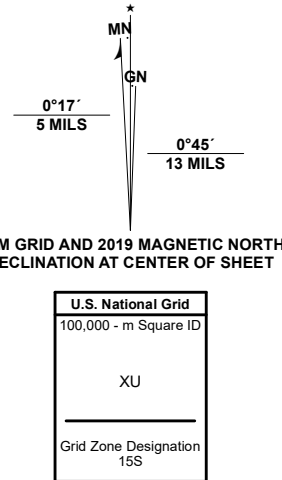 MN
GN
0°17´
5 MILS
0°45´
13 MILS
M GRID AND 2019 MAGNETIC NORTH
ECLINATION AT CENTER OF SHEET
U.S. National Grid
100,000 - m Square ID
XU
Grid Zone Designation
15S